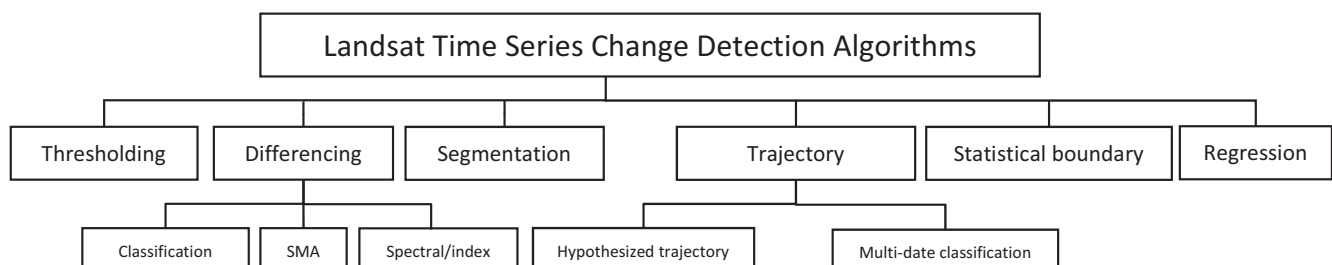 Landsat Time Series Change Detection Algorithms
Thresholding
Differencing
Segmentation
Trajectory
Statistical boundary
Regression
Classification
SMA
Spectral/index
Hypothesized trajectory
Multi-date classification